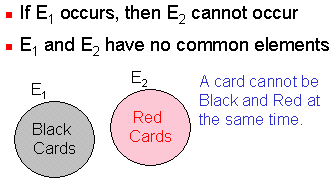 If E₁ occurs, then E₂ cannot occur
E₁ and E₂ have no common elements
E₁
E₂
Black
Cards
Red
Cards
A card cannot be
Black and Red at
the same time.